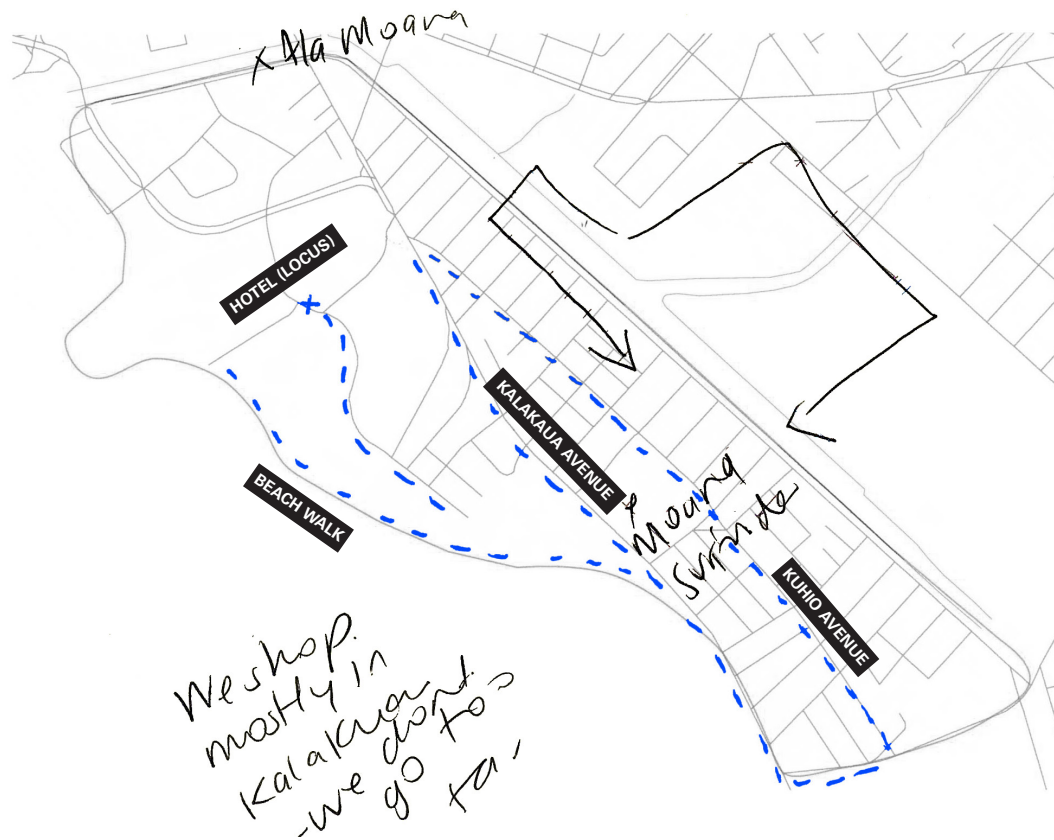 x Ala Moana
HOTEL (LOCUS)
KALAKAUA AVENUE
BEACH WALK
Moana
KUHIO AVENUE
We shop
mostly in
Kalakaua
-we don't
go to